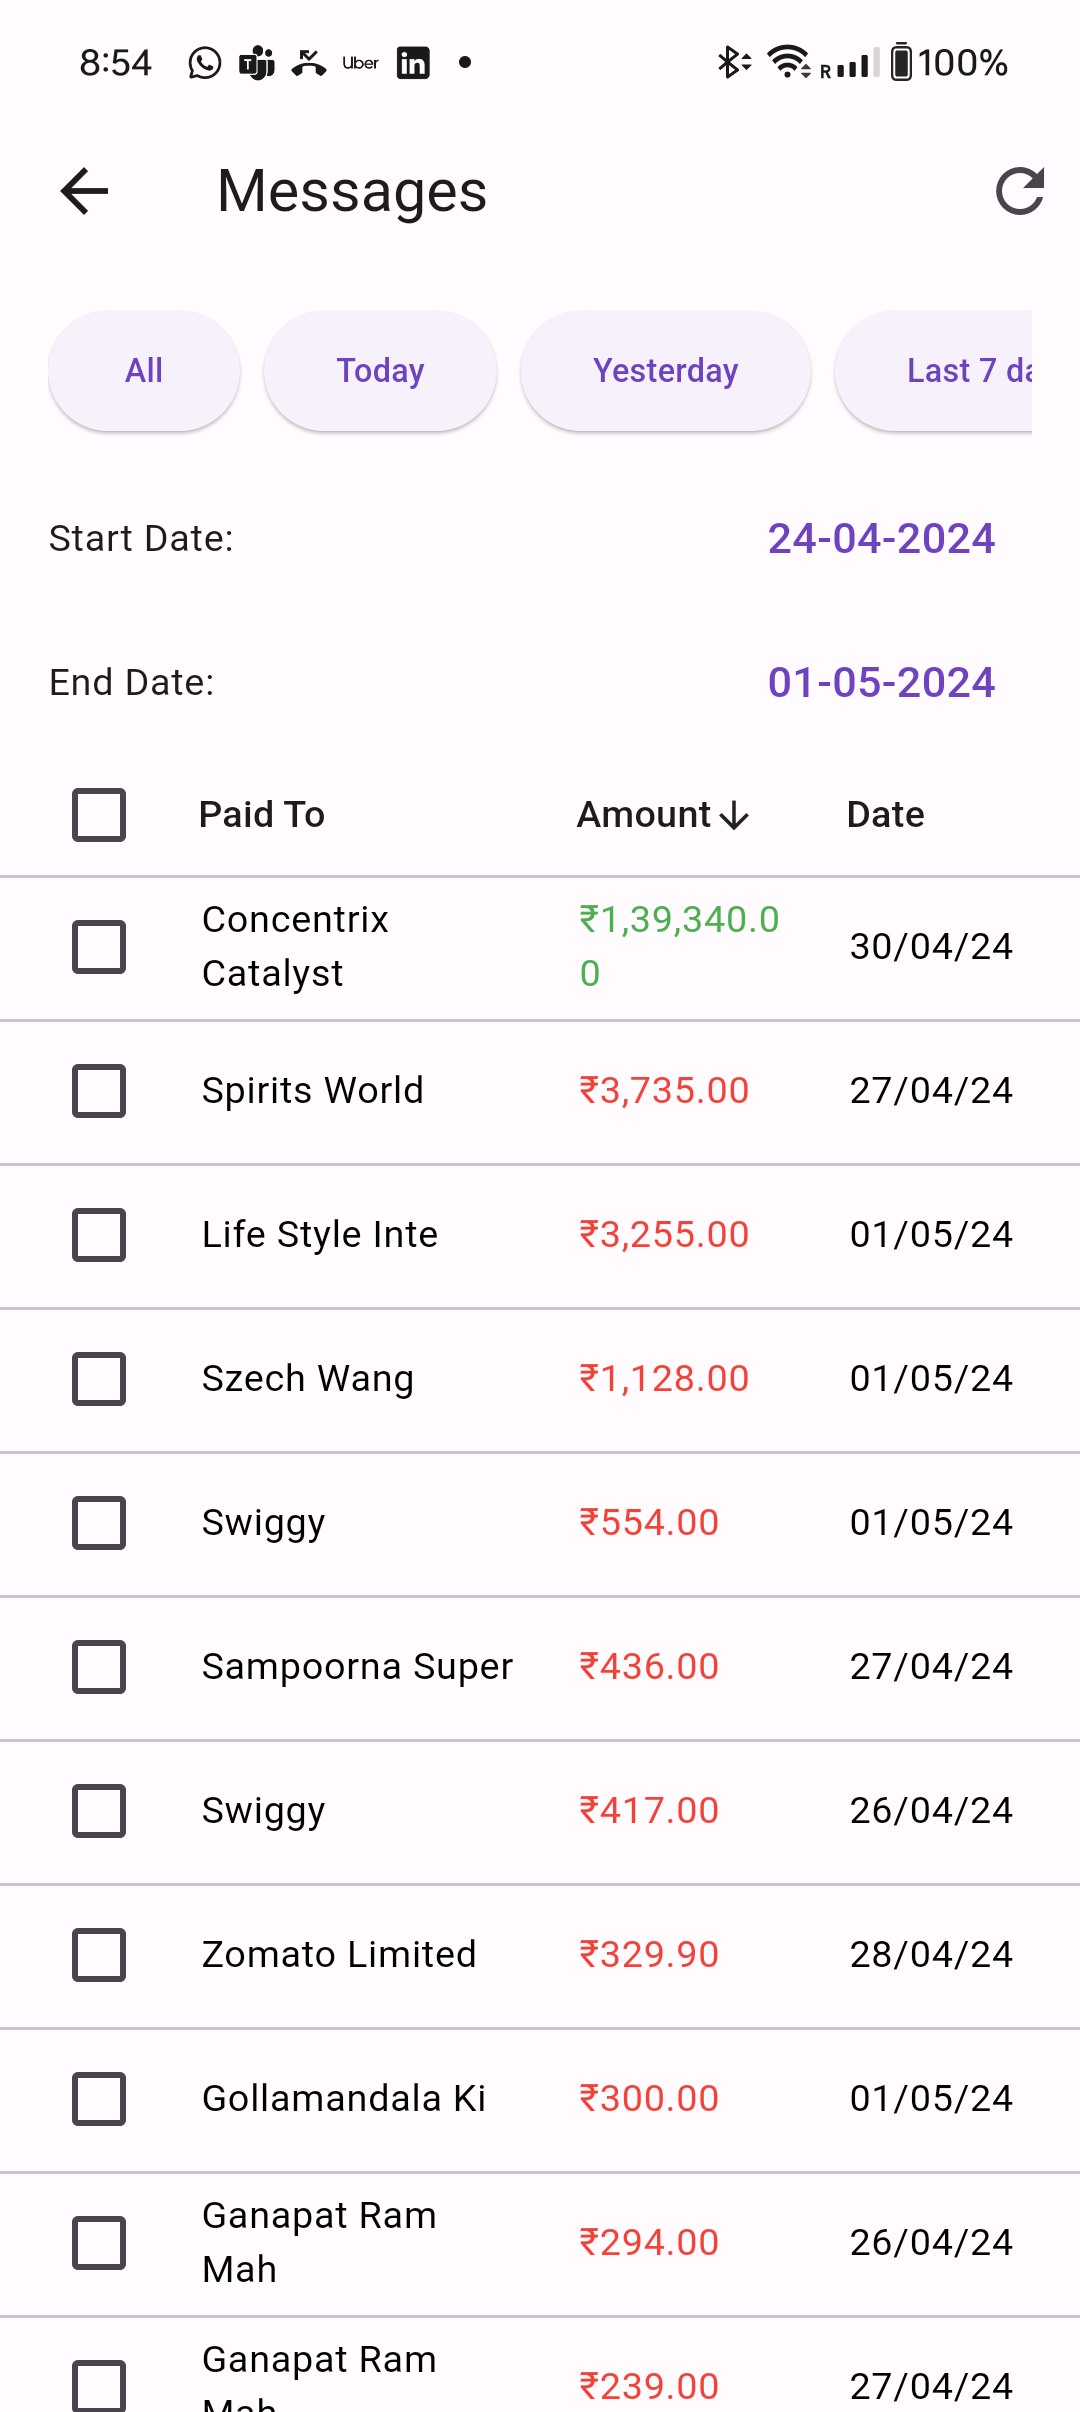 8:54 Uber R 100%
Messages
All Today Yesterday Last 7 da
Start Date: 24-04-2024
End Date: 01-05-2024
Paid To Amount Date
Concentrix Catalyst ₹1,39,340.00 30/04/24
Spirits World ₹3,735.00 27/04/24
Life Style Inte ₹3,255.00 01/05/24
Szech Wang ₹1,128.00 01/05/24
Swiggy ₹554.00 01/05/24
Sampoorna Super ₹436.00 27/04/24
Swiggy ₹417.00 26/04/24
Zomato Limited ₹329.90 28/04/24
Gollamandala Ki ₹300.00 01/05/24
Ganapat Ram Mah ₹294.00 26/04/24
Ganapat Ram Mah ₹239.00 27/04/24